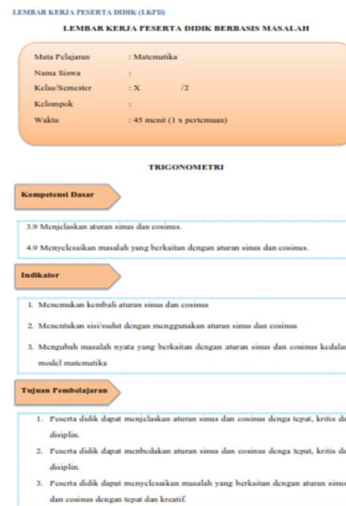 LEMBAR KERJA PESERTA DIDIK (LKPD)
LEMBAR KERJA PESERTA DIDIK BERBASIS MASALAH
Mata Pelajaran : Matematika
Nama Siswa :
Kelas/Semester : X /2
Kelompok :
Waktu : 45 menit (1 x pertemuan)
TRIGONOMETRI
Kompetensi Dasar
3.9 Menjelaskan aturan sinus dan cosinus.
4.9 Menyelesaikan masalah yang berkaitan dengan aturan sinus dan cosinus.
Indikator
1. Menemukan kembali aturan sinus dan cosinus
2. Menentukan sisi/sudut dengan menggunakan aturan sinus dan cosinus
3. Mengubah masalah nyata yang berkaitan dengan aturan sinus dan cosinus kedala
model matematika
Tujuan Pembelajaran
1. Peserta didik dapat menjelaskan aturan sinus dan cosinus denga tepat, kritis da
disiplin.
2. Peserta didik dapat membedakan aturan sinus dan cosinus denga tepat, kritis da
disiplin.
3. Peserta didik dapat menyelesaikan masalah yang berkaitan dengan aturan sinus
dan cosinus dengan tepat dan kreatif.